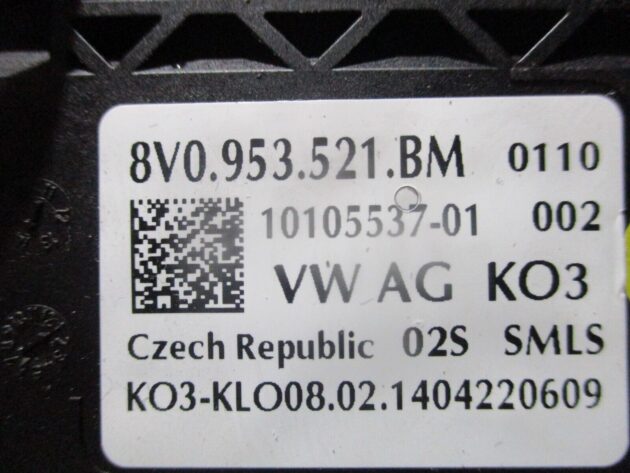 8V0.953.521.BM 0110
10105537-01 002
VW AG KO3
Czech Republic 02S SMLS
KO3-KLO08.02.1404220609